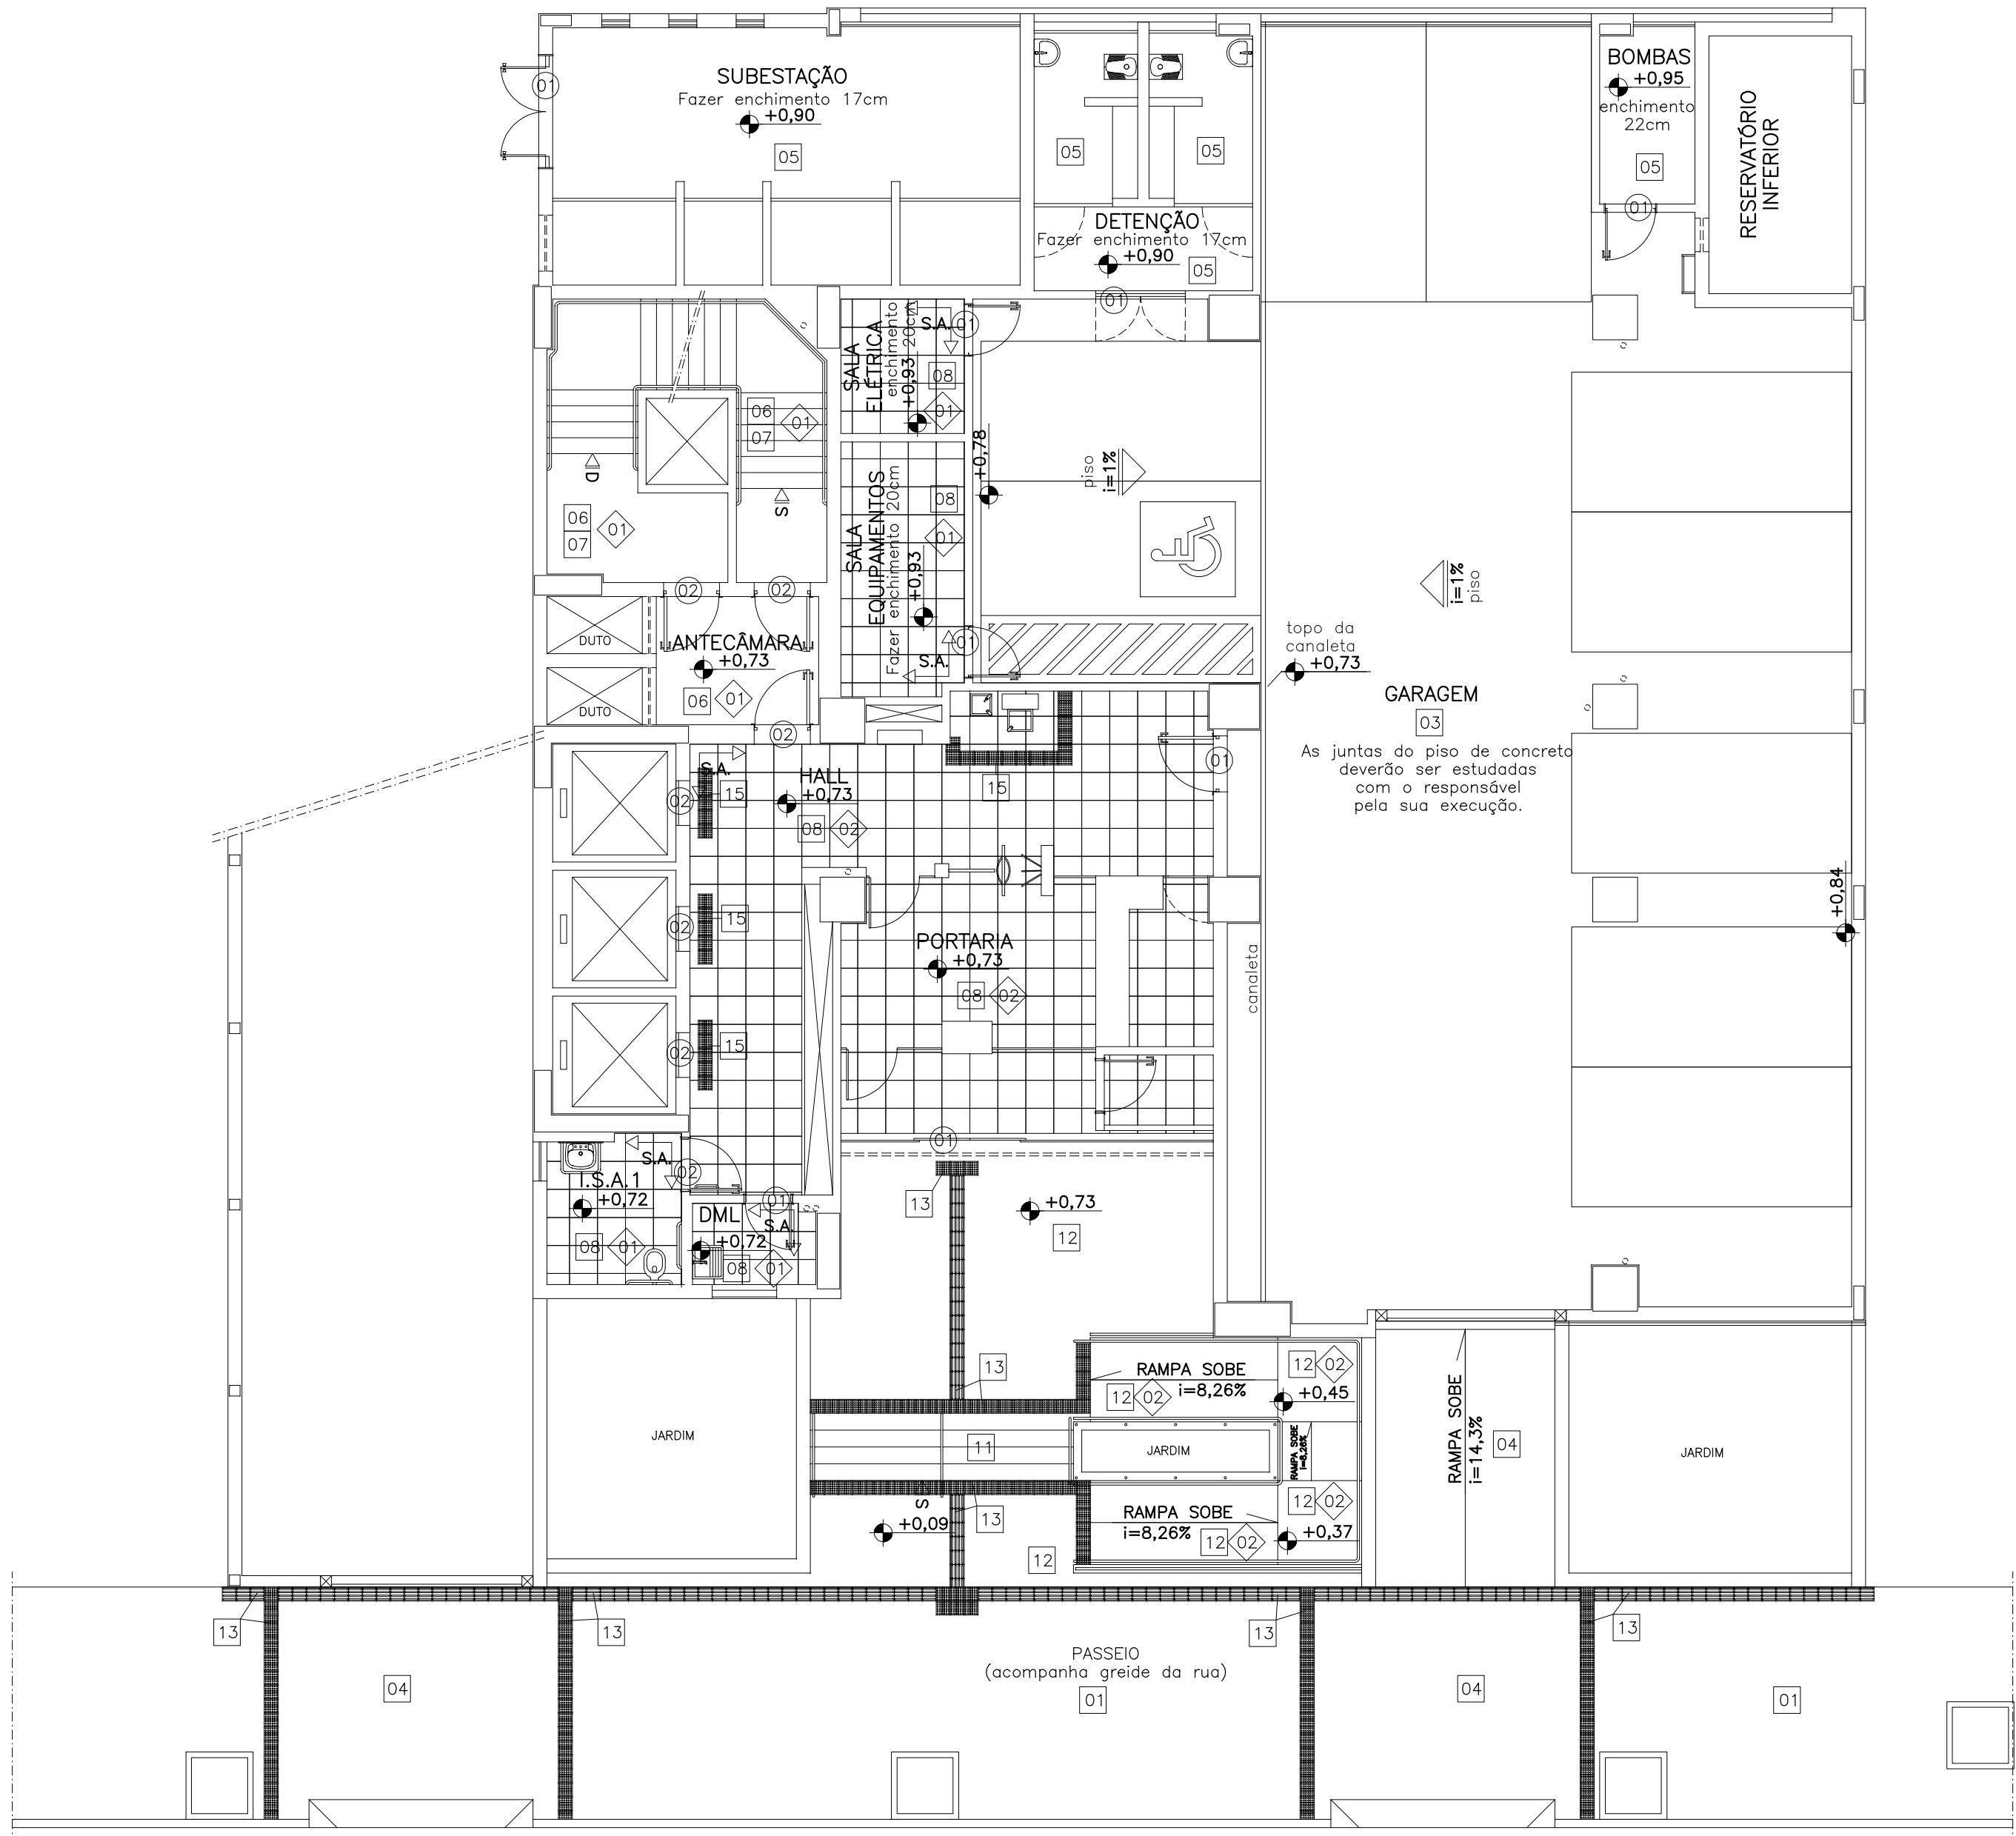 SUBESTAÇÃO
Fazer enchimento 17cm
+0,90
05
01
05
05
DETENÇÃO
Fazer enchimento 17cm
+0,90
05
01
BOMBAS
+0,95
enchimento
22cm
05
01
RESERVATÓRIO
INFERIOR
SALA
ELÉTRICA
enchimento
20cm
+0,93
S.A.
01
08
01
06
07
01
D
S
06
07
01
SALA
EQUIPAMENTOS
Fazer enchimento 20cm
+0,93
08
01
S.A.
01
+0,78
piso
i=1%
i=1%
piso
02
02
DUTO
DUTO
ANTECÂMARA
+0,73
06
01
02
topo da
canaleta
+0,73
GARAGEM
03
As juntas do piso de concreto
deverão ser estudadas
com o responsável
pela sua execução.
S.A.
HALL
+0,73
08
02
15
02
15
01
15
02
15
02
PORTARIA
+0,73
08
02
canaleta
+0,84
01
I.S.A.1
+0,72
S.A.
02
08
01
DML
+0,72
S.A.
01
08
01
13
+0,73
12
13
RAMPA SOBE
i=8,26%
12
02
12
02
+0,45
JARDIM
11
JARDIM
RAMPA SOBE
i=8,26%
RAMPA SOBE
i=14,3%
04
JARDIM
S
+0,09
13
12
RAMPA SOBE
i=8,26%
12
02
12
02
+0,37
13
13
13
13
04
PASSEIO
(acompanha greide da rua)
01
04
01